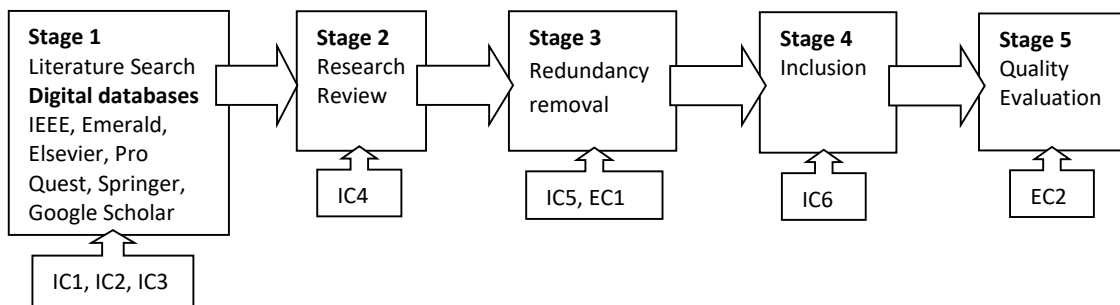 Stage 1
Literature Search
Digital databases
IEEE, Emerald,
Elsevier, Pro
Quest, Springer,
Google Scholar
IC1, IC2, IC3
Stage 2
Research
Review
IC4
Stage 3
Redundancy
removal
IC5, EC1
Stage 4
Inclusion
IC6
Stage 5
Quality
Evaluation
EC2